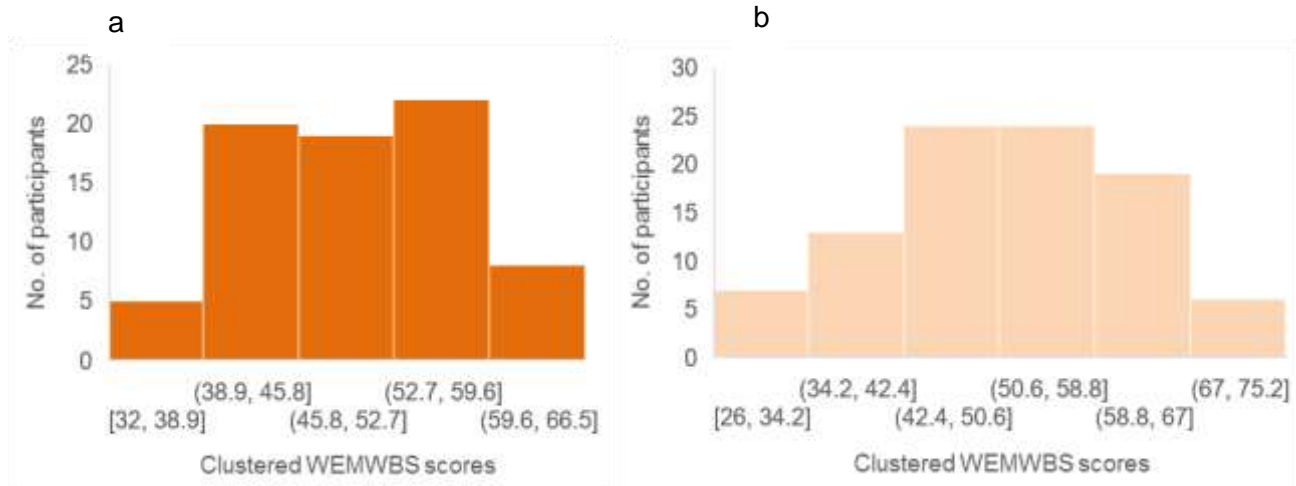 a
25
20
15
10
5
0
No. of participants
(38.9, 45.8] (52.7, 59.6]
[32, 38.9] (45.8, 52.7] (59.6, 66.5]
Clustered WEMWBS scores
b
30
25
20
15
10
5
0
No. of participants
(34.2, 42.4] (50.6, 58.8] (67, 75.2]
[26, 34.2] (42.4, 50.6] (58.8, 67]
Clustered WEMWBS scores